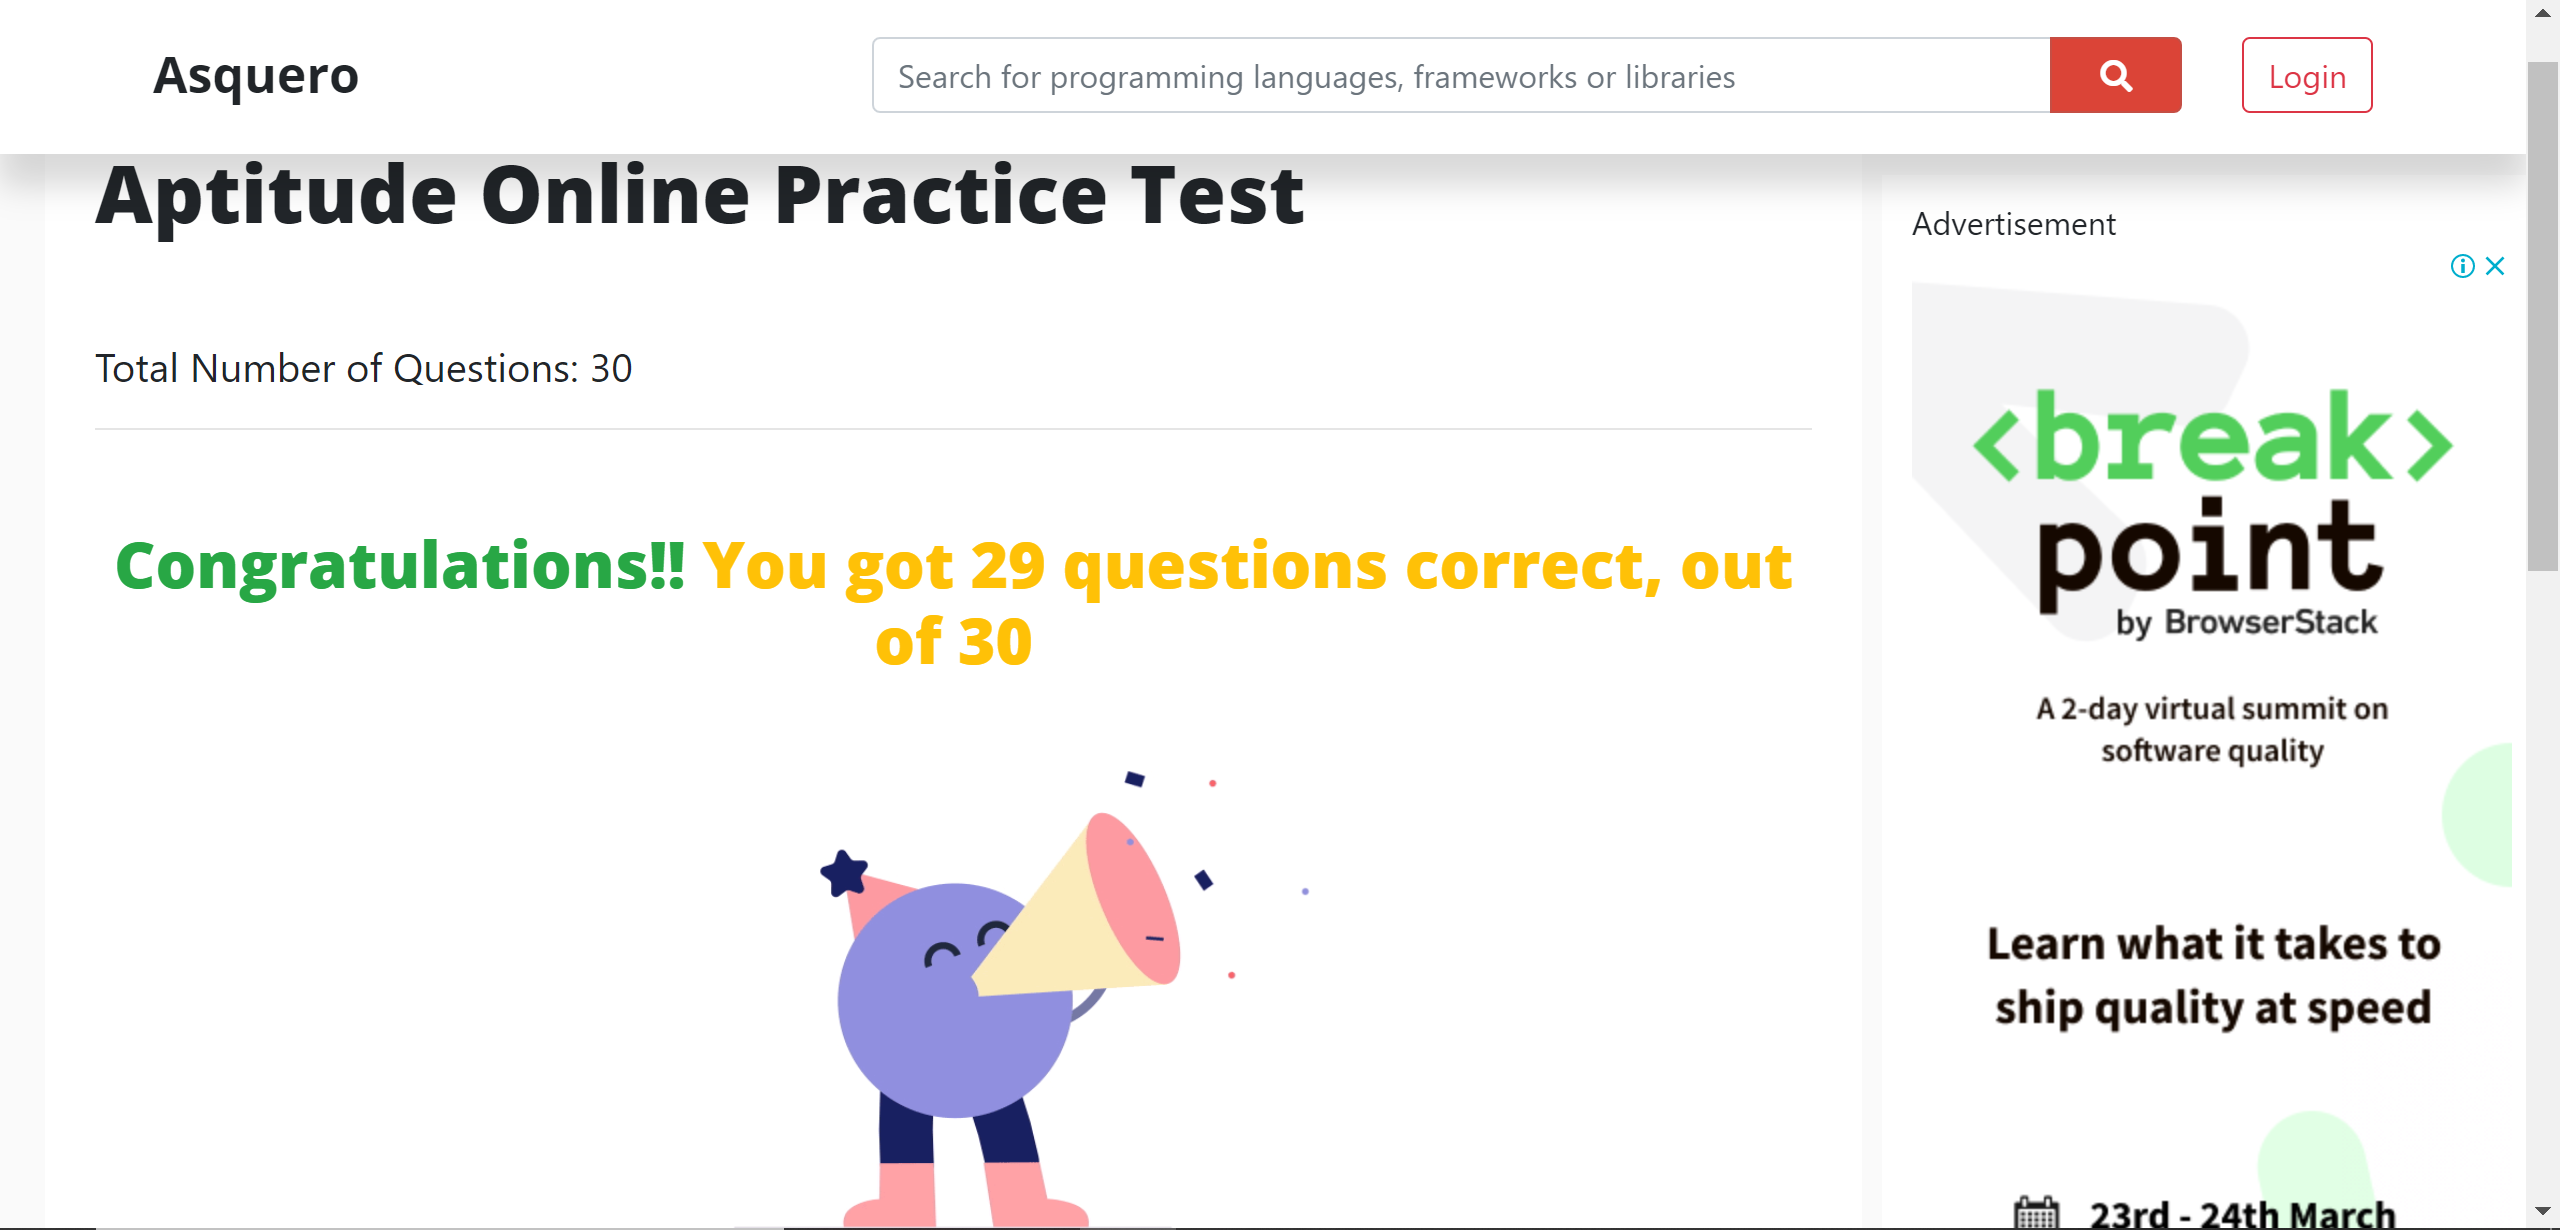 Asquero
Search for programming languages, frameworks or libraries
Login
Aptitude Online Practice Test
Total Number of Questions: 30
Congratulations!! You got 29 questions correct, out
of 30
Advertisement
<break>
point
by BrowserStack
A 2-day virtual summit on
software quality
Learn what it takes to
ship quality at speed
23rd - 24th March